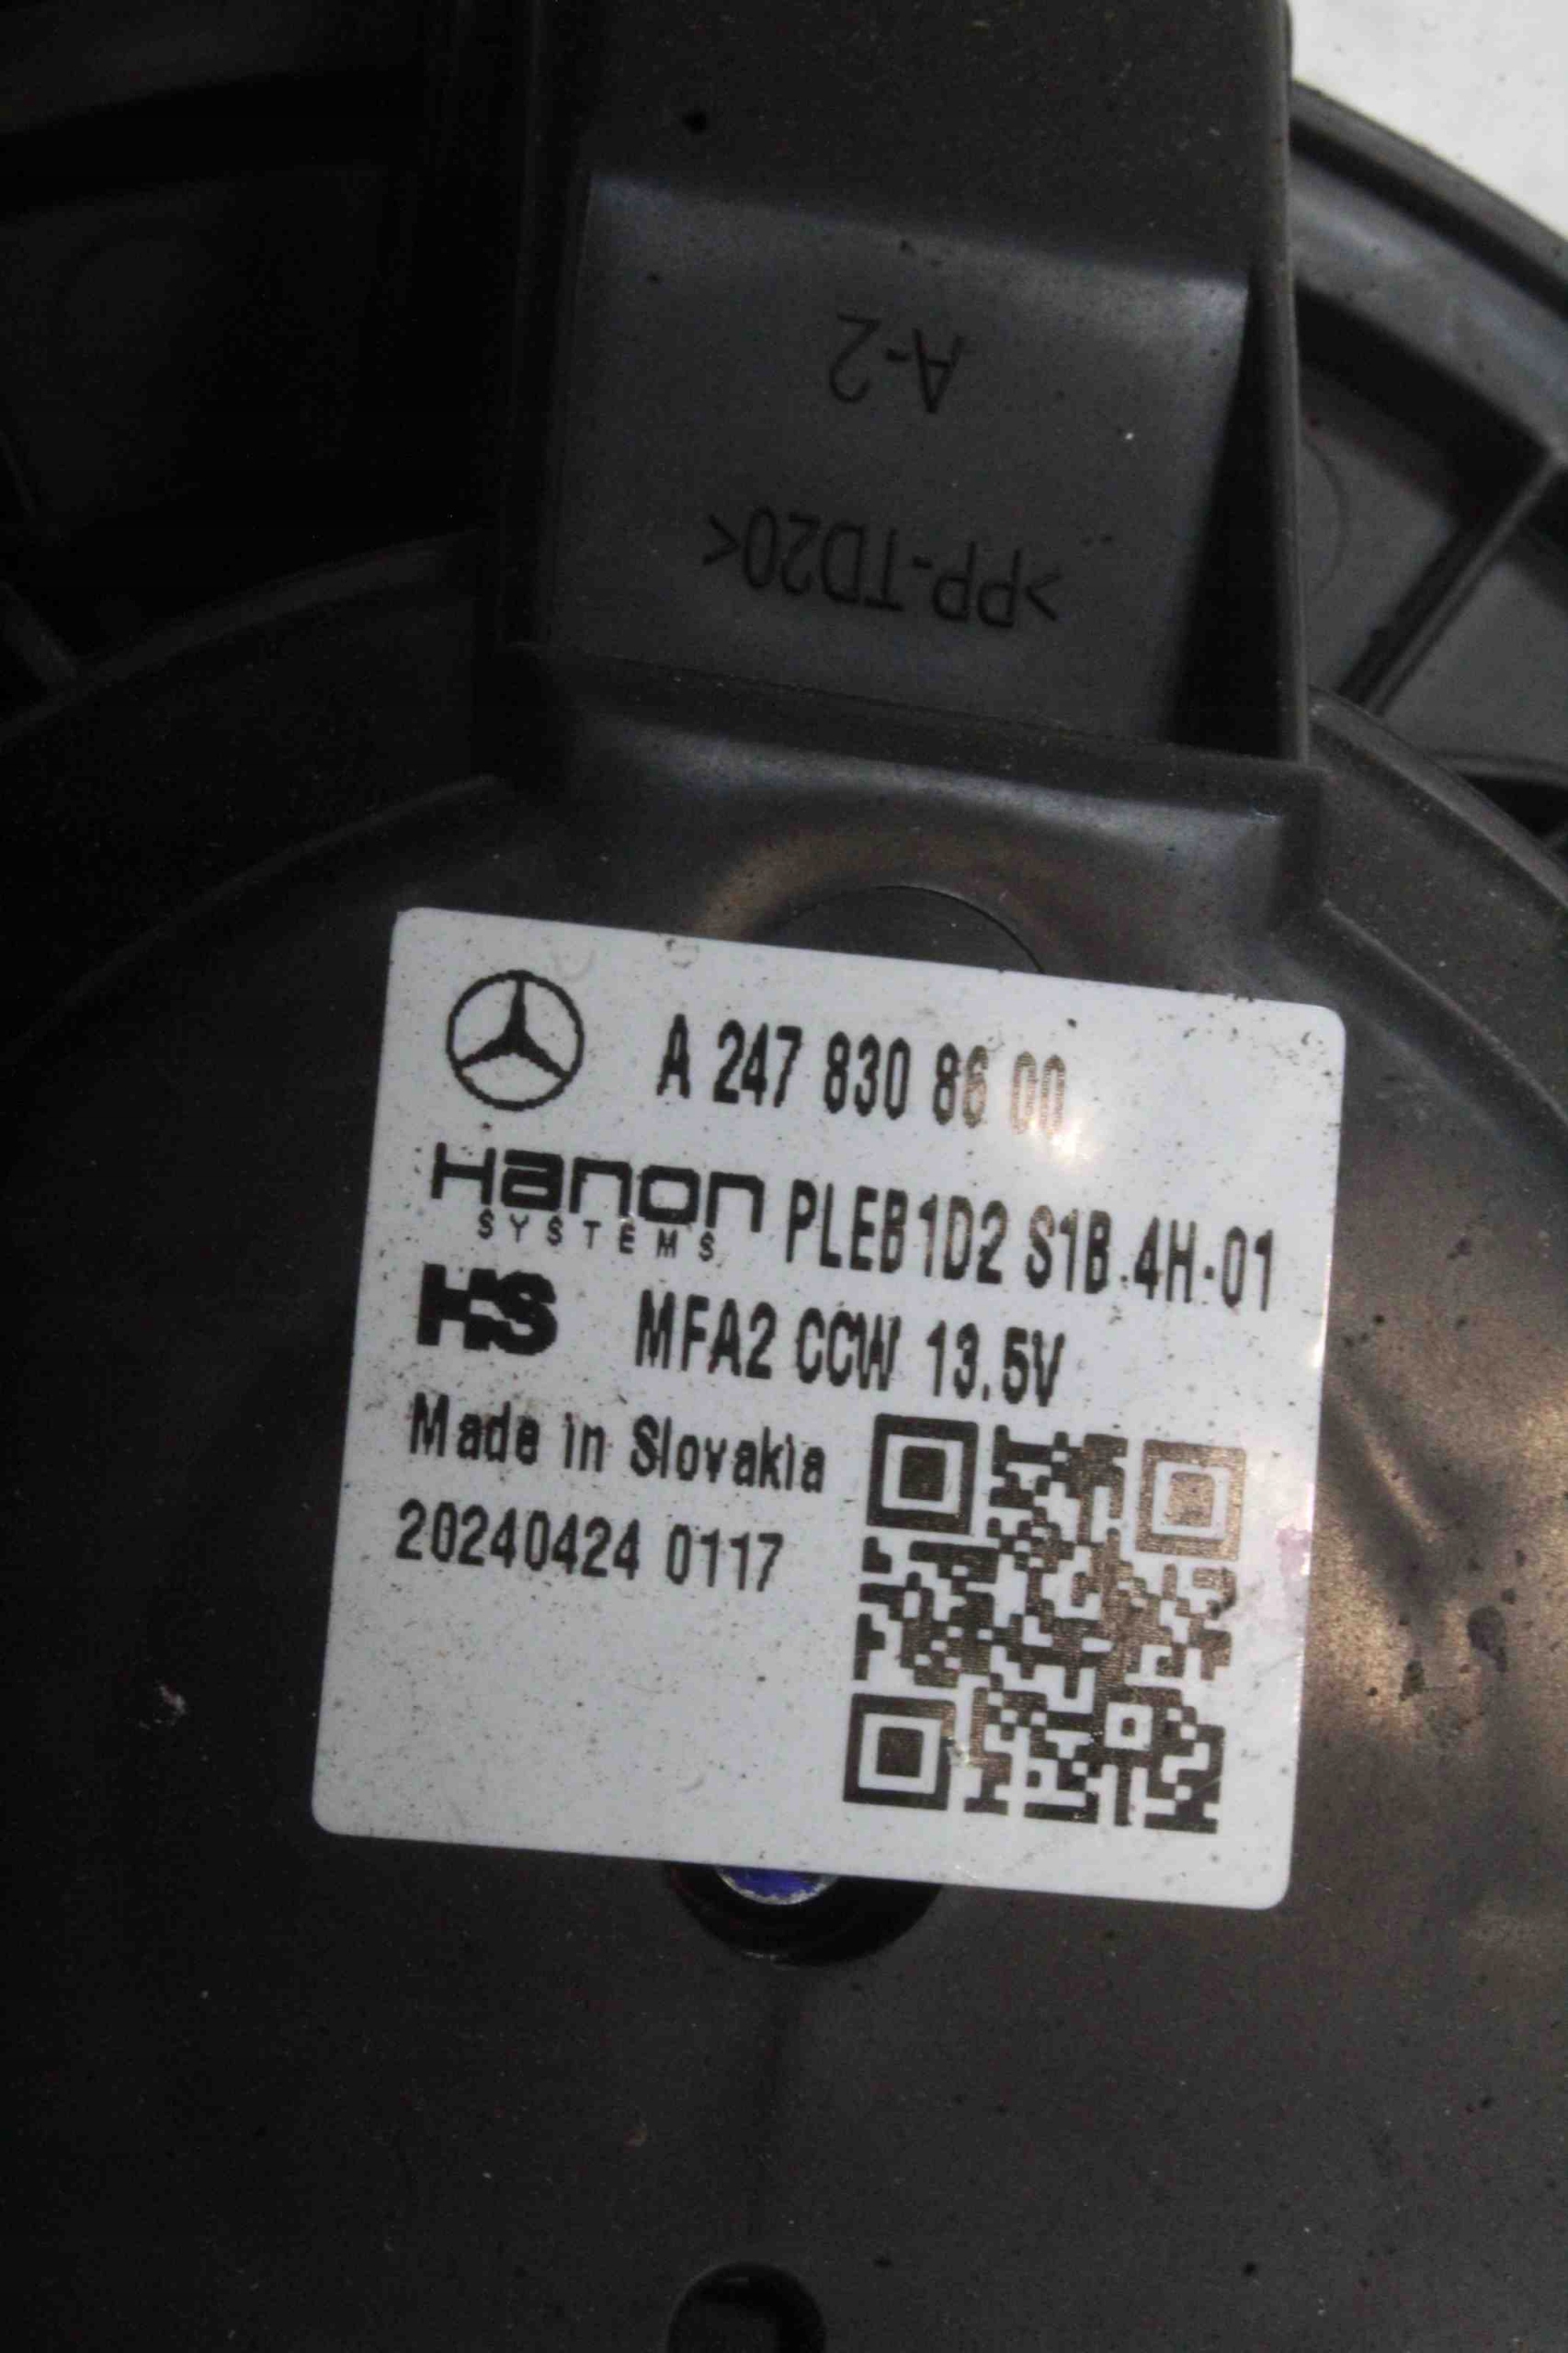 A-2
>PP-TD20<
A 247 830 86 00
Hanon PLEB1D2 S1B.4H-01
SYSTEMS
HS MFA2 CCW 13.5V
Made in Slovakia
20240424 0117